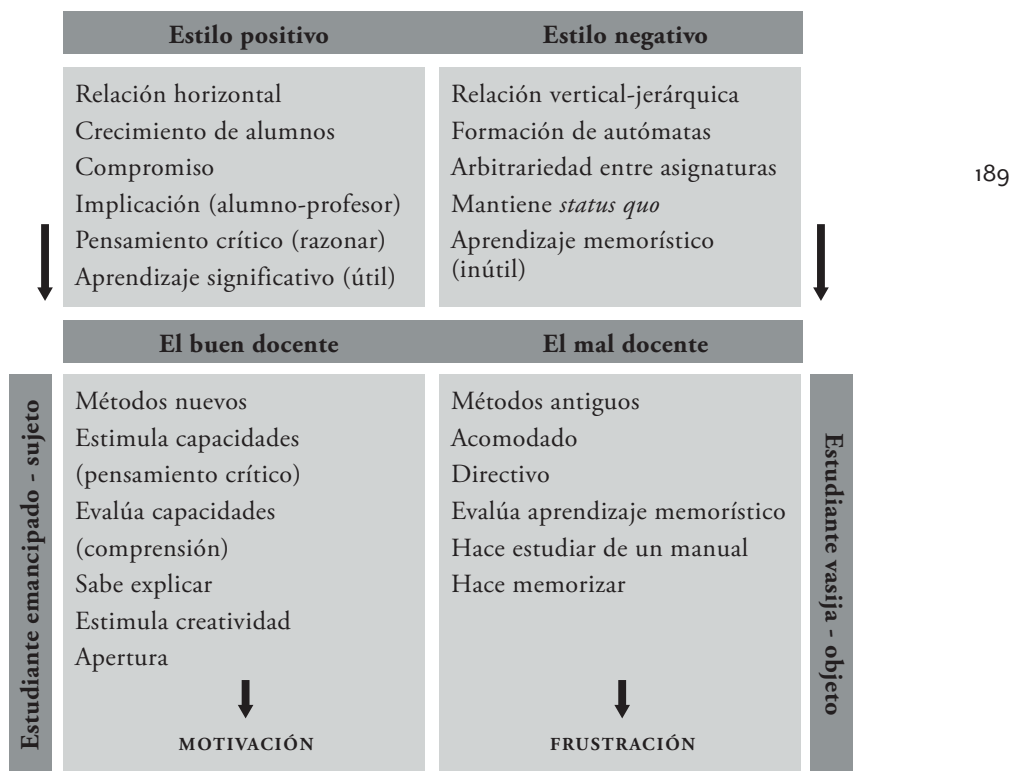 Estilo positivo
Estilo negativo
Relación horizontal
Crecimiento de alumnos
Compromiso
Implicación (alumno-profesor)
Pensamiento crítico (razonar)
Aprendizaje significativo (útil)
Relación vertical-jerárquica
Formación de autómatas
Arbitrariedad entre asignaturas
Mantiene status quo
Aprendizaje memorístico
(inútil)
189
El buen docente
El mal docente
Estudiante emancipado - sujeto
Métodos nuevos
Estimula capacidades
(pensamiento crítico)
Evalúa capacidades
(comprensión)
Sabe explicar
Estimula creatividad
Apertura
MOTIVACIÓN
Métodos antiguos
Acomodado
Directivo
Evalúa aprendizaje memorístico
Hace estudiar de un manual
Hace memorizar
FRUSTRACIÓN
Estudiante vasija - objeto